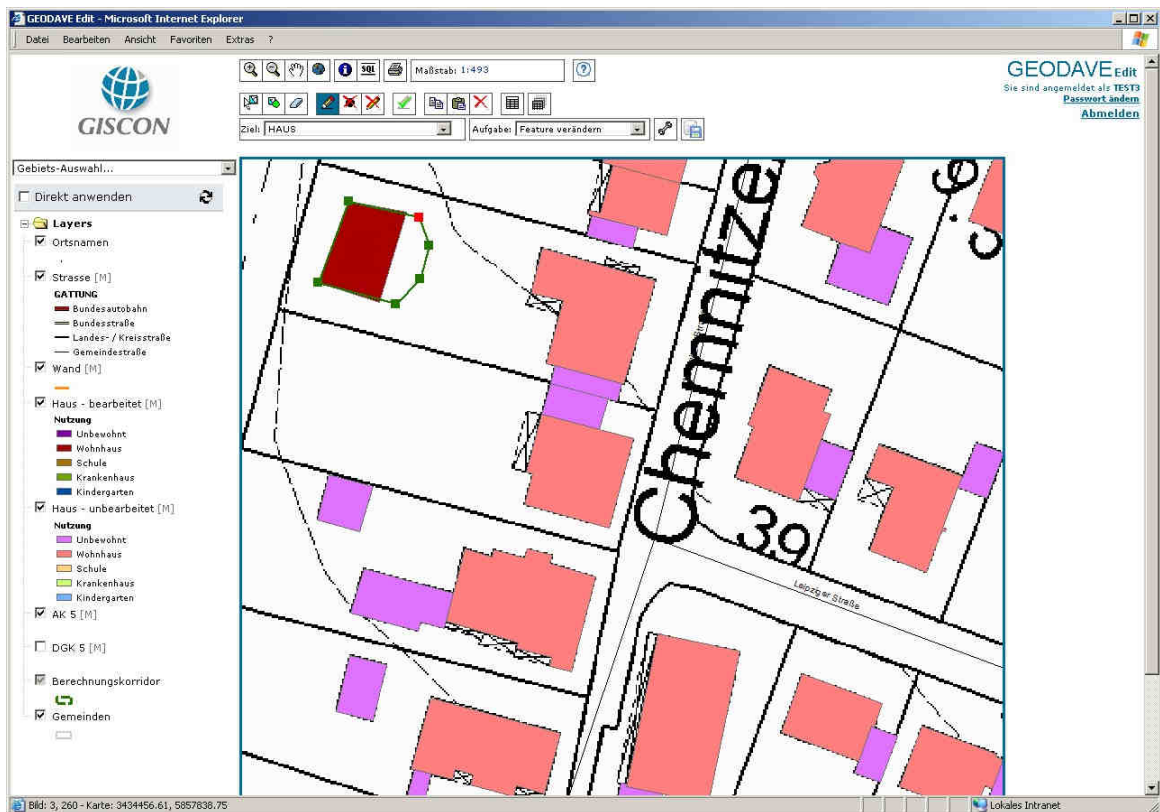 GEODAVE Edit - Microsoft Internet Explorer
Datei Bearbeiten Ansicht Favoriten Extras ?
GISCON
SQL
Maßstab: 1:493
?
GEODAVE Edit
Sie sind angemeldet als TEST3
Passwort ändern
Abmelden
Ziel: HAUS
Aufgabe: Feature verändern
Gebiets-Auswahl...
Direkt anwenden
Layers
Ortsnamen
Strasse [M]
GATTUNG
Bundesautobahn
Bundesstraße
Landes- / Kreisstraße
Gemeindestraße
Wand [M]
Haus - bearbeitet [M]
Nutzung
Unbewohnt
Wohnhaus
Schule
Krankenhaus
Kindergarten
Haus - unbearbeitet [M]
Nutzung
Unbewohnt
Wohnhaus
Schule
Krankenhaus
Kindergarten
AK 5 [M]
DGK 5 [M]
Berechnungskorridor
Gemeinden
Chemnitze
39
Leipziger Straße
Bild: 3, 260 - Karte: 3434456.61, 5857838.75
Lokales Intranet